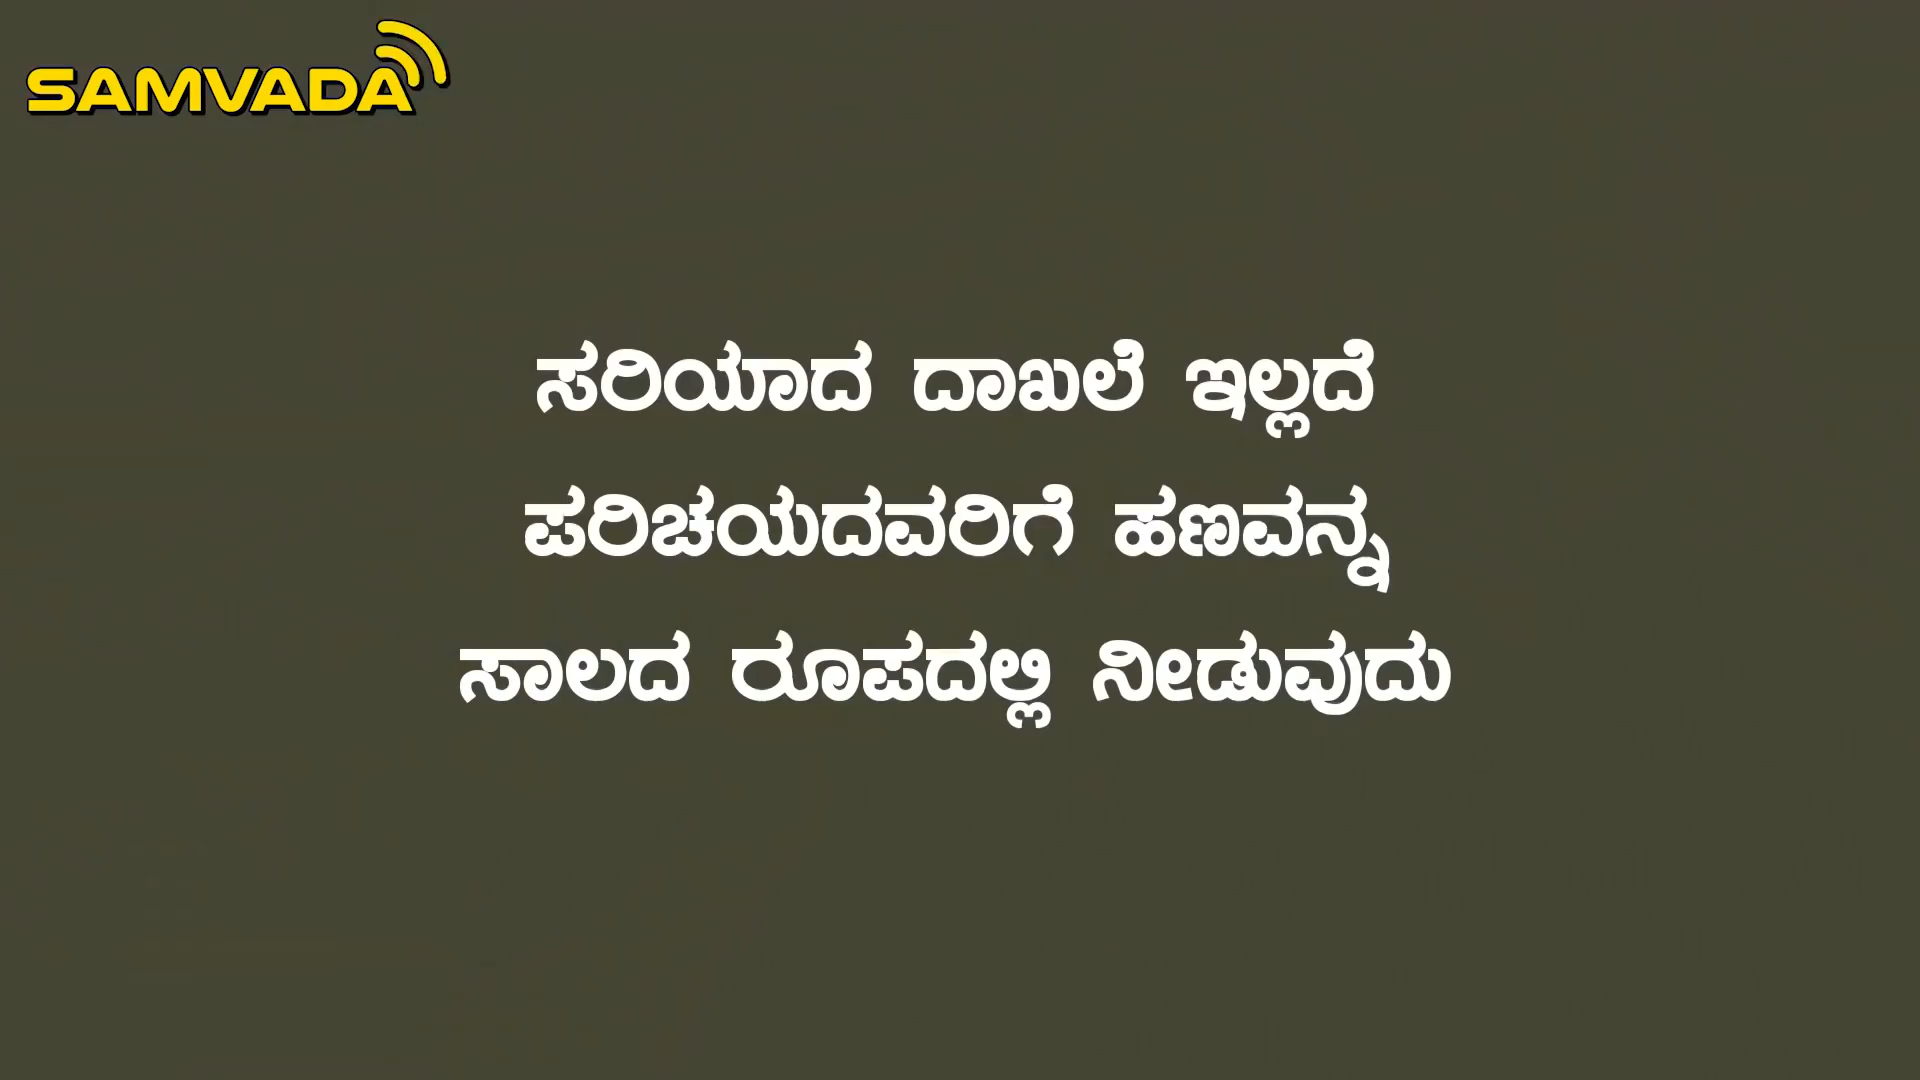 SAMVADA
ಸರಿಯಾದ ದಾಖಲೆ ಇಲ್ಲದೆ
ಪರಿಚಯದವರಿಗೆ ಹಣವನ್ನ
ಸಾಲದ ರೂಪದಲ್ಲಿ ನೀಡುವುದು